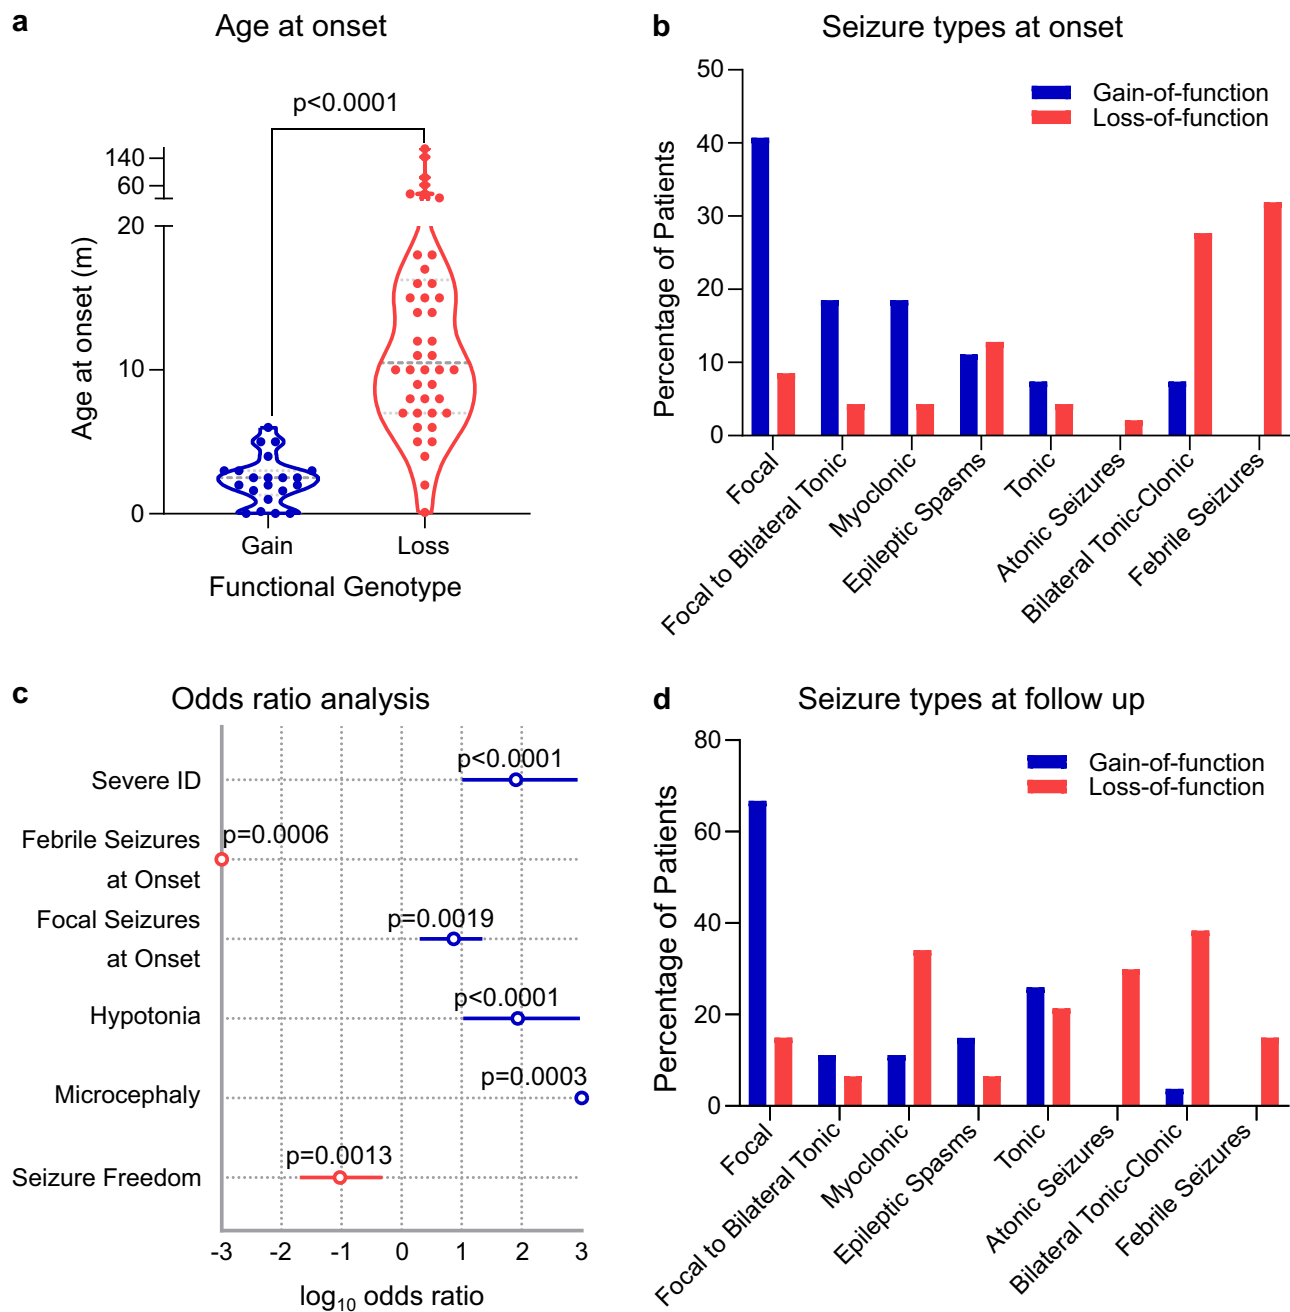 a
Age at onset
p<0.0001
140
60
20
10
0
Age at onset (m)
Gain
Loss
Functional Genotype
b
Seizure types at onset
Gain-of-function
Loss-of-function
50
40
30
20
10
0
Percentage of Patients
Focal
Focal to Bilateral Tonic
Myoclonic
Epileptic Spasms
Tonic
Atonic Seizures
Bilateral Tonic-Clonic
Febrile Seizures
c
Odds ratio analysis
Severe ID
p<0.0001
Febrile Seizures
at Onset
p=0.0006
Focal Seizures
at Onset
p=0.0019
Hypotonia
p<0.0001
Microcephaly
p=0.0003
Seizure Freedom
p=0.0013
-3
-2
-1
0
1
2
3
log₁₀ odds ratio
d
Seizure types at follow up
Gain-of-function
Loss-of-function
80
60
40
20
0
Percentage of Patients
Focal
Focal to Bilateral Tonic
Myoclonic
Epileptic Spasms
Tonic
Atonic Seizures
Bilateral Tonic-Clonic
Febrile Seizures